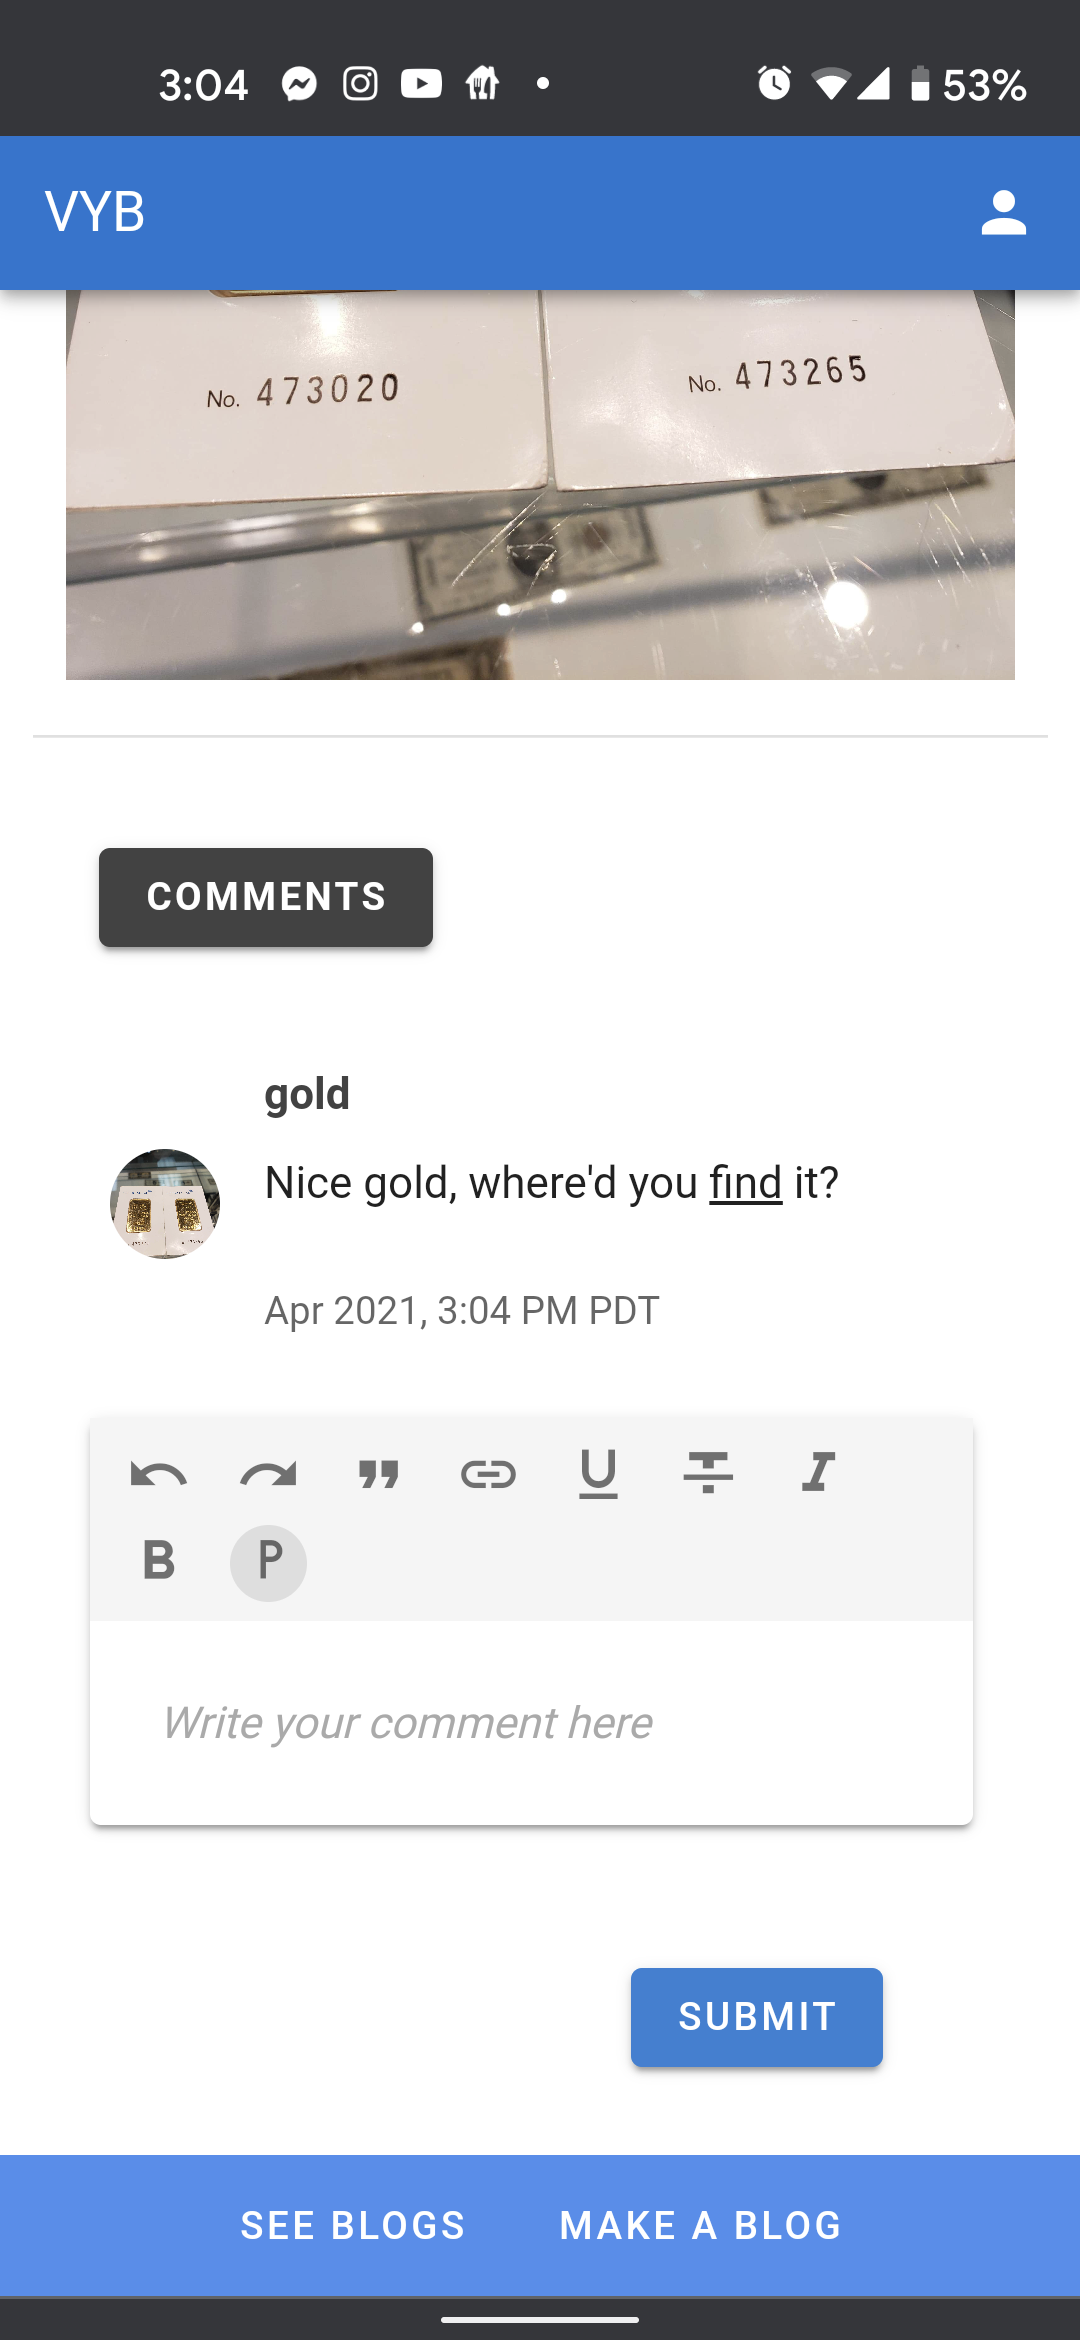 3:04 53%
VYB
No. 473020 No. 473265
COMMENTS
gold
Nice gold, where'd you find it?
Apr 2021, 3:04 PM PDT
U T I
B P
Write your comment here
SUBMIT
SEE BLOGS MAKE A BLOG